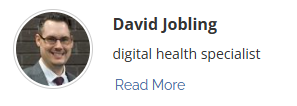 David Jobling
digital health specialist
Read More